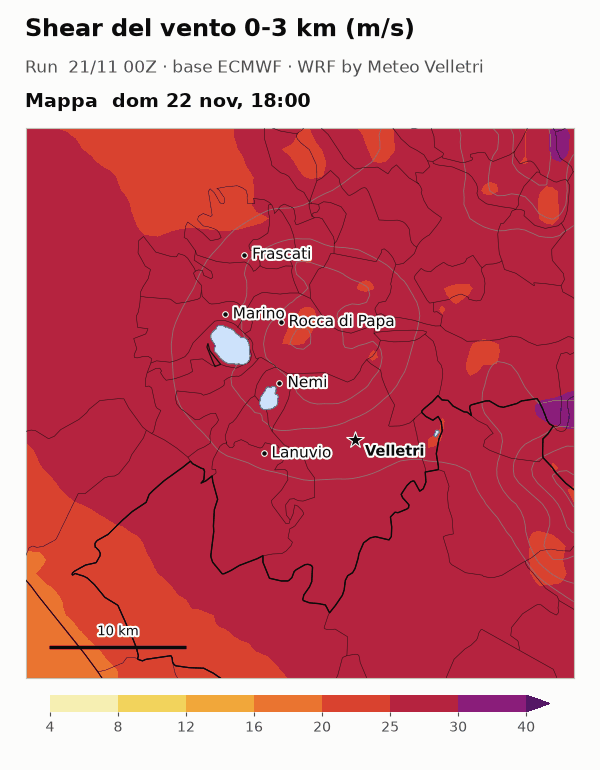 Shear del vento 0-3 km (m/s)
Run  21/11 00Z · base ECMWF · WRF by Meteo Velletri
Mappa  dom 22 nov, 18:00
Frascati
Marino
Rocca di Papa
Nemi
Velletri
Lanuvio
10 km
4 8 12 16 20 25 30 40